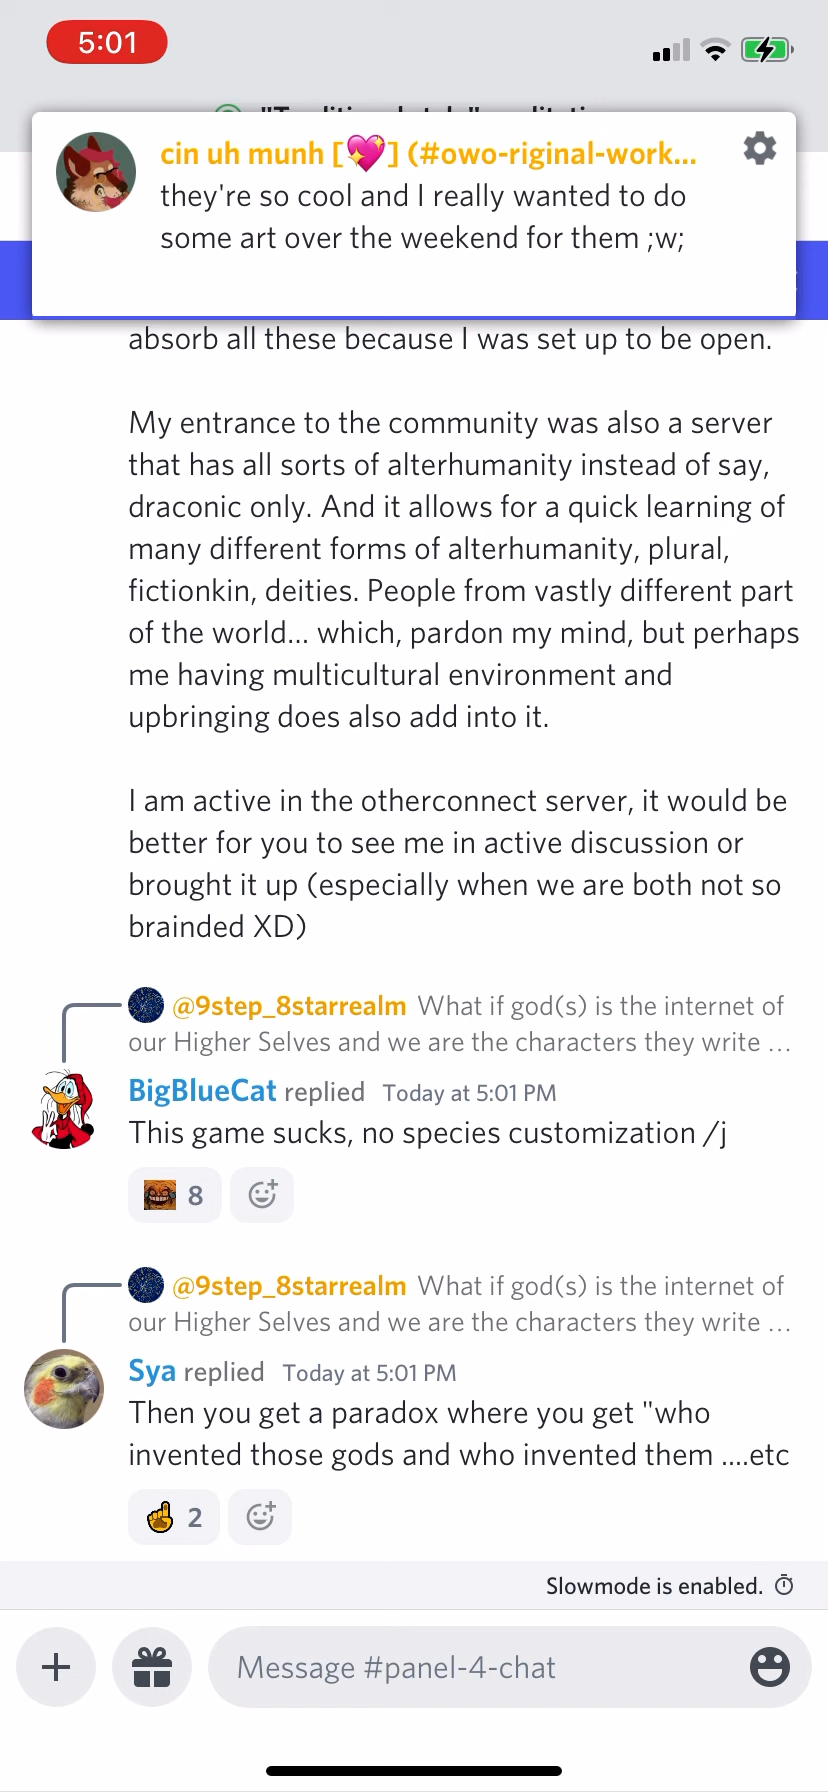 5:01
cin uh munh [💖] (#owo-riginal-work...
they're so cool and I really wanted to do
some art over the weekend for them ;w;
absorb all these because I was set up to be open.
My entrance to the community was also a server
that has all sorts of alterhumanity instead of say,
draconic only. And it allows for a quick learning of
many different forms of alterhumanity, plural,
fictionkin, deities. People from vastly different part
of the world... which, pardon my mind, but perhaps
me having multicultural environment and
upbringing does also add into it.
I am active in the otherconnect server, it would be
better for you to see me in active discussion or
brought it up (especially when we are both not so
brainded XD)
@9step_8starrealm What if god(s) is the internet of
our Higher Selves and we are the characters they write ...
BigBlueCat replied Today at 5:01 PM
This game sucks, no species customization /j
8
@9step_8starrealm What if god(s) is the internet of
our Higher Selves and we are the characters they write ...
Sya replied Today at 5:01 PM
Then you get a paradox where you get "who
invented those gods and who invented them ....etc
2
Slowmode is enabled.
Message #panel-4-chat